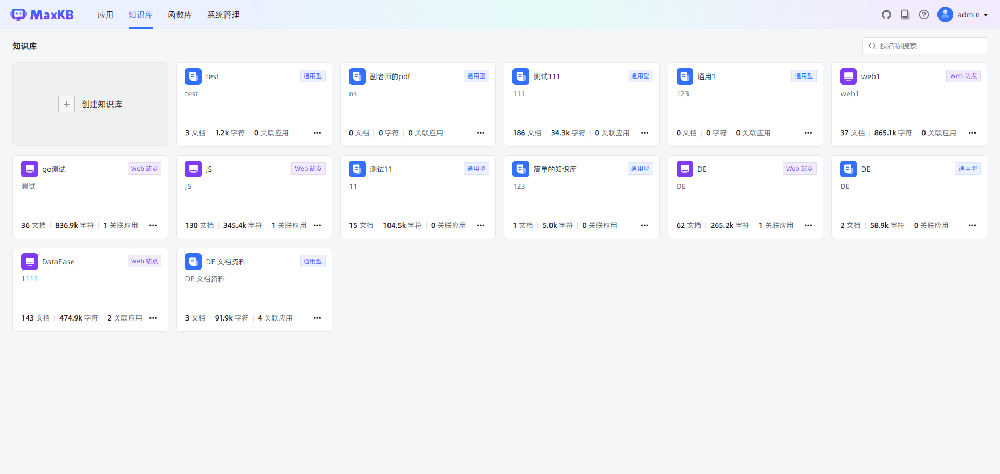 MaxKB 应用 知识库 函数库 系统管理 admin
知识库 按名称搜索
创建知识库
test 通用型
test
3 文档 1.2k 字符 0 关联应用
副老师的pdf 通用型
ns
0 文档 0 字符 0 关联应用
测试111 通用型
111
186 文档 34.3k 字符 0 关联应用
通用1 通用型
123
0 文档 0 字符 0 关联应用
web1 Web 站点
web1
37 文档 865.1k 字符 0 关联应用
go测试 Web 站点
测试
36 文档 836.9k 字符 1 关联应用
JS Web 站点
JS
130 文档 345.4k 字符 1 关联应用
测试11 通用型
11
15 文档 104.5k 字符 0 关联应用
简单的知识库 通用型
123
1 文档 5.0k 字符 0 关联应用
DE Web 站点
DE
62 文档 265.2k 字符 1 关联应用
DE 通用型
DE
2 文档 58.9k 字符 0 关联应用
DataEase Web 站点
1111
143 文档 474.9k 字符 2 关联应用
DE 文档资料 通用型
DE 文档资料
3 文档 91.9k 字符 4 关联应用